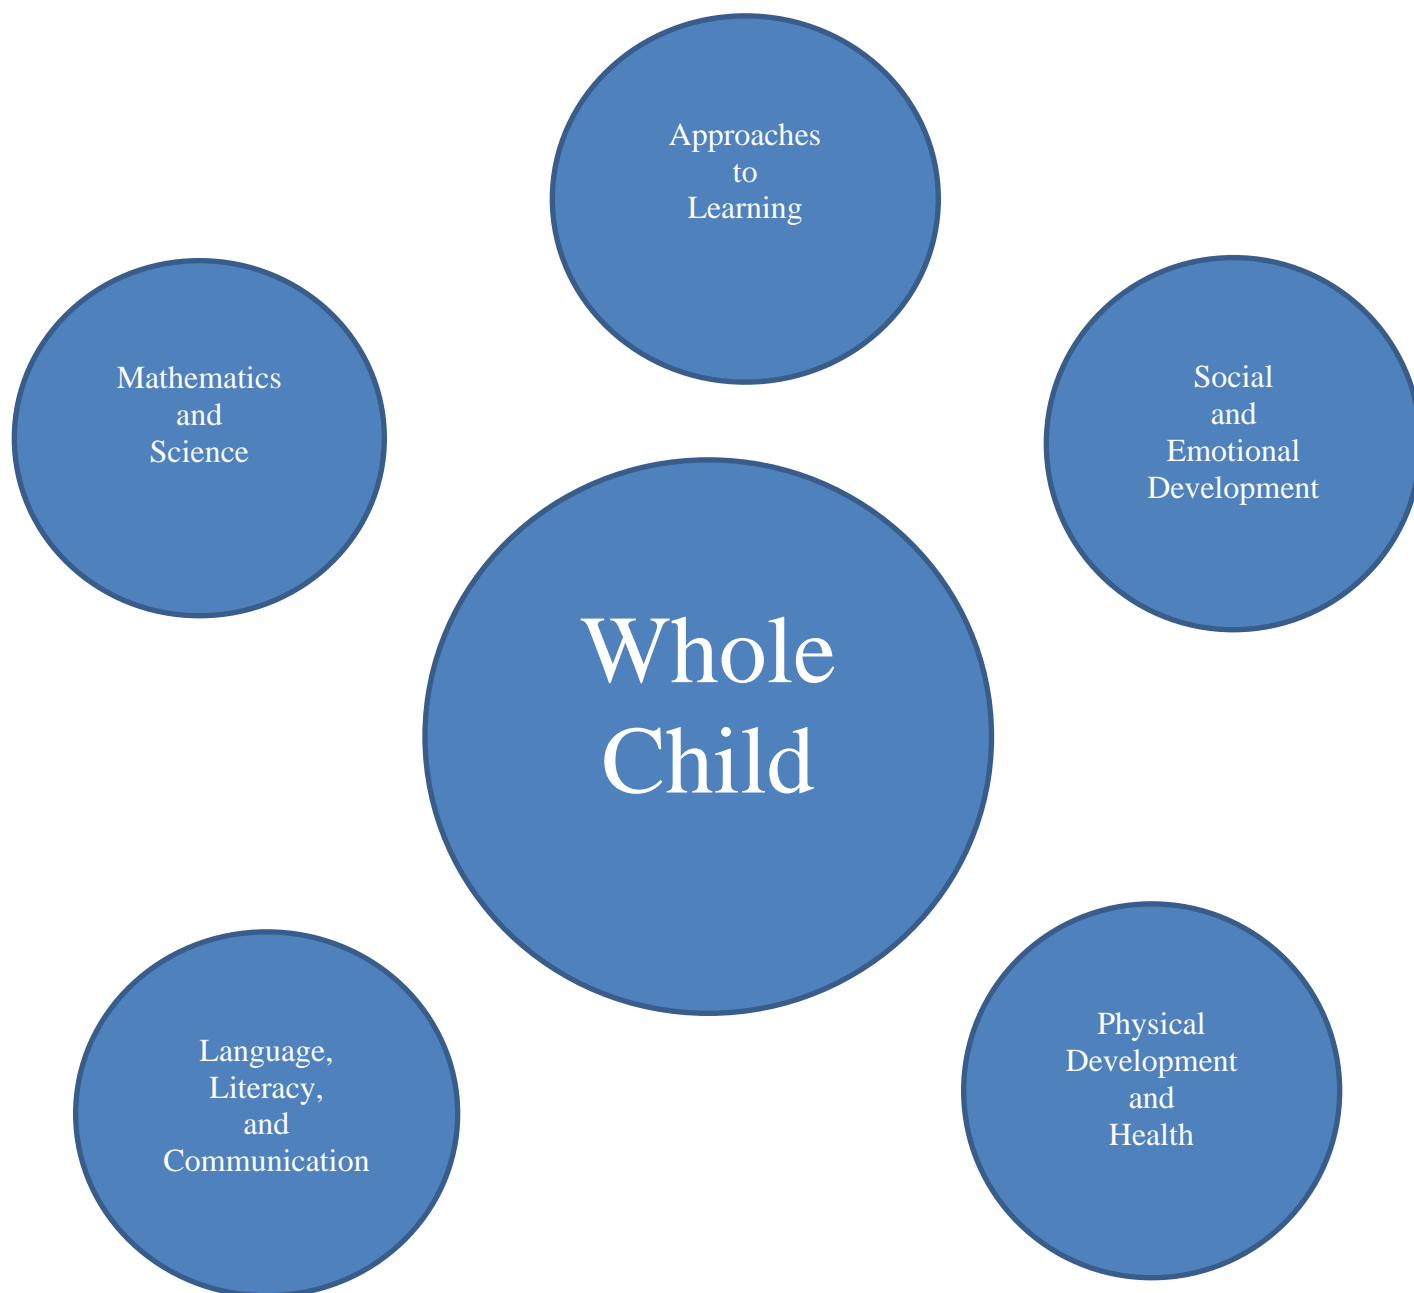 Approaches
to
Learning
Mathematics
and
Science
Social
and
Emotional
Development
Whole
Child
Language,
Literacy,
and
Communication
Physical
Development
and
Health